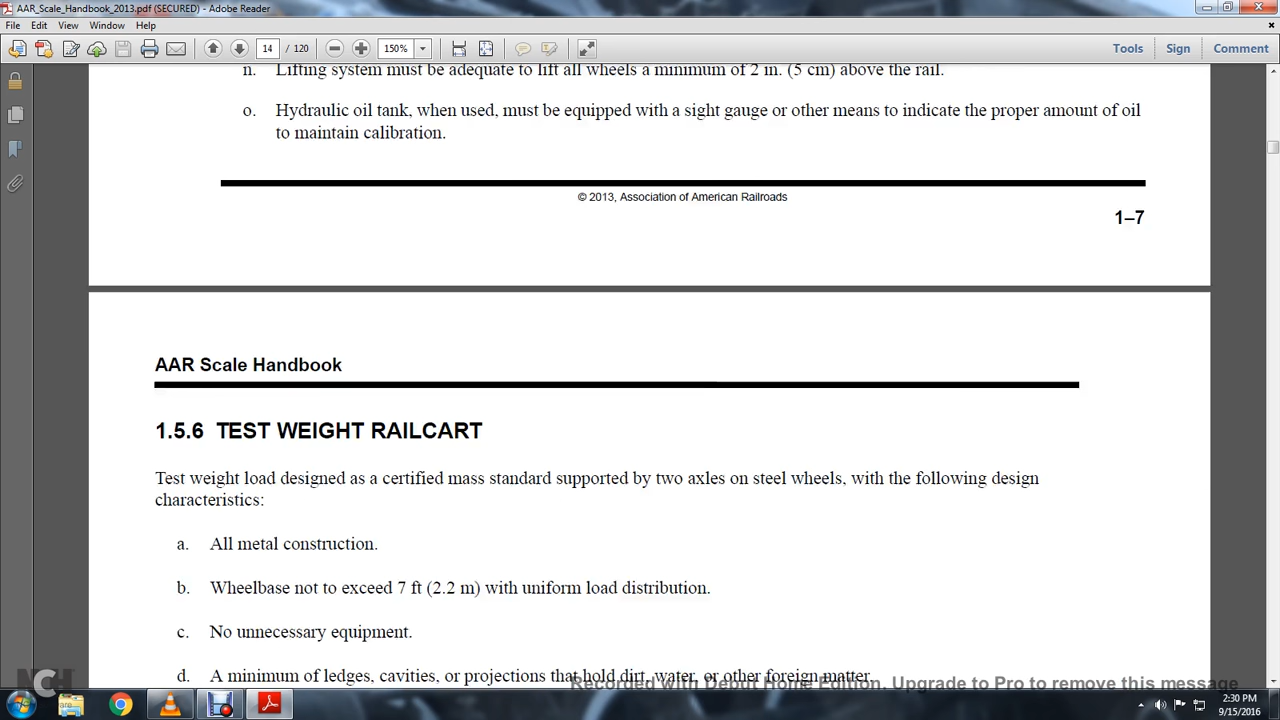 AAR_Scale_Handbook_2013.pdf (SECURED) - Adobe Reader
File Edit View Window Help
14 / 120 150% Tools Sign Comment
n. Lifting system must be adequate to lift all wheels a minimum of 2 in. (5 cm) above the rail.
o. Hydraulic oil tank, when used, must be equipped with a sight gauge or other means to indicate the proper amount of oil
to maintain calibration.
© 2013, Association of American Railroads
1–7
AAR Scale Handbook
1.5.6 TEST WEIGHT RAILCART
Test weight load designed as a certified mass standard supported by two axles on steel wheels, with the following design
characteristics:
a. All metal construction.
b. Wheelbase not to exceed 7 ft (2.2 m) with uniform load distribution.
c. No unnecessary equipment.
d. A minimum of ledges, cavities, or projections that hold dirt, water, or other foreign matter.
Recorded with Debut Home Edition. Upgrade to Pro to remove this message
NCH
2:30 PM
9/15/2016